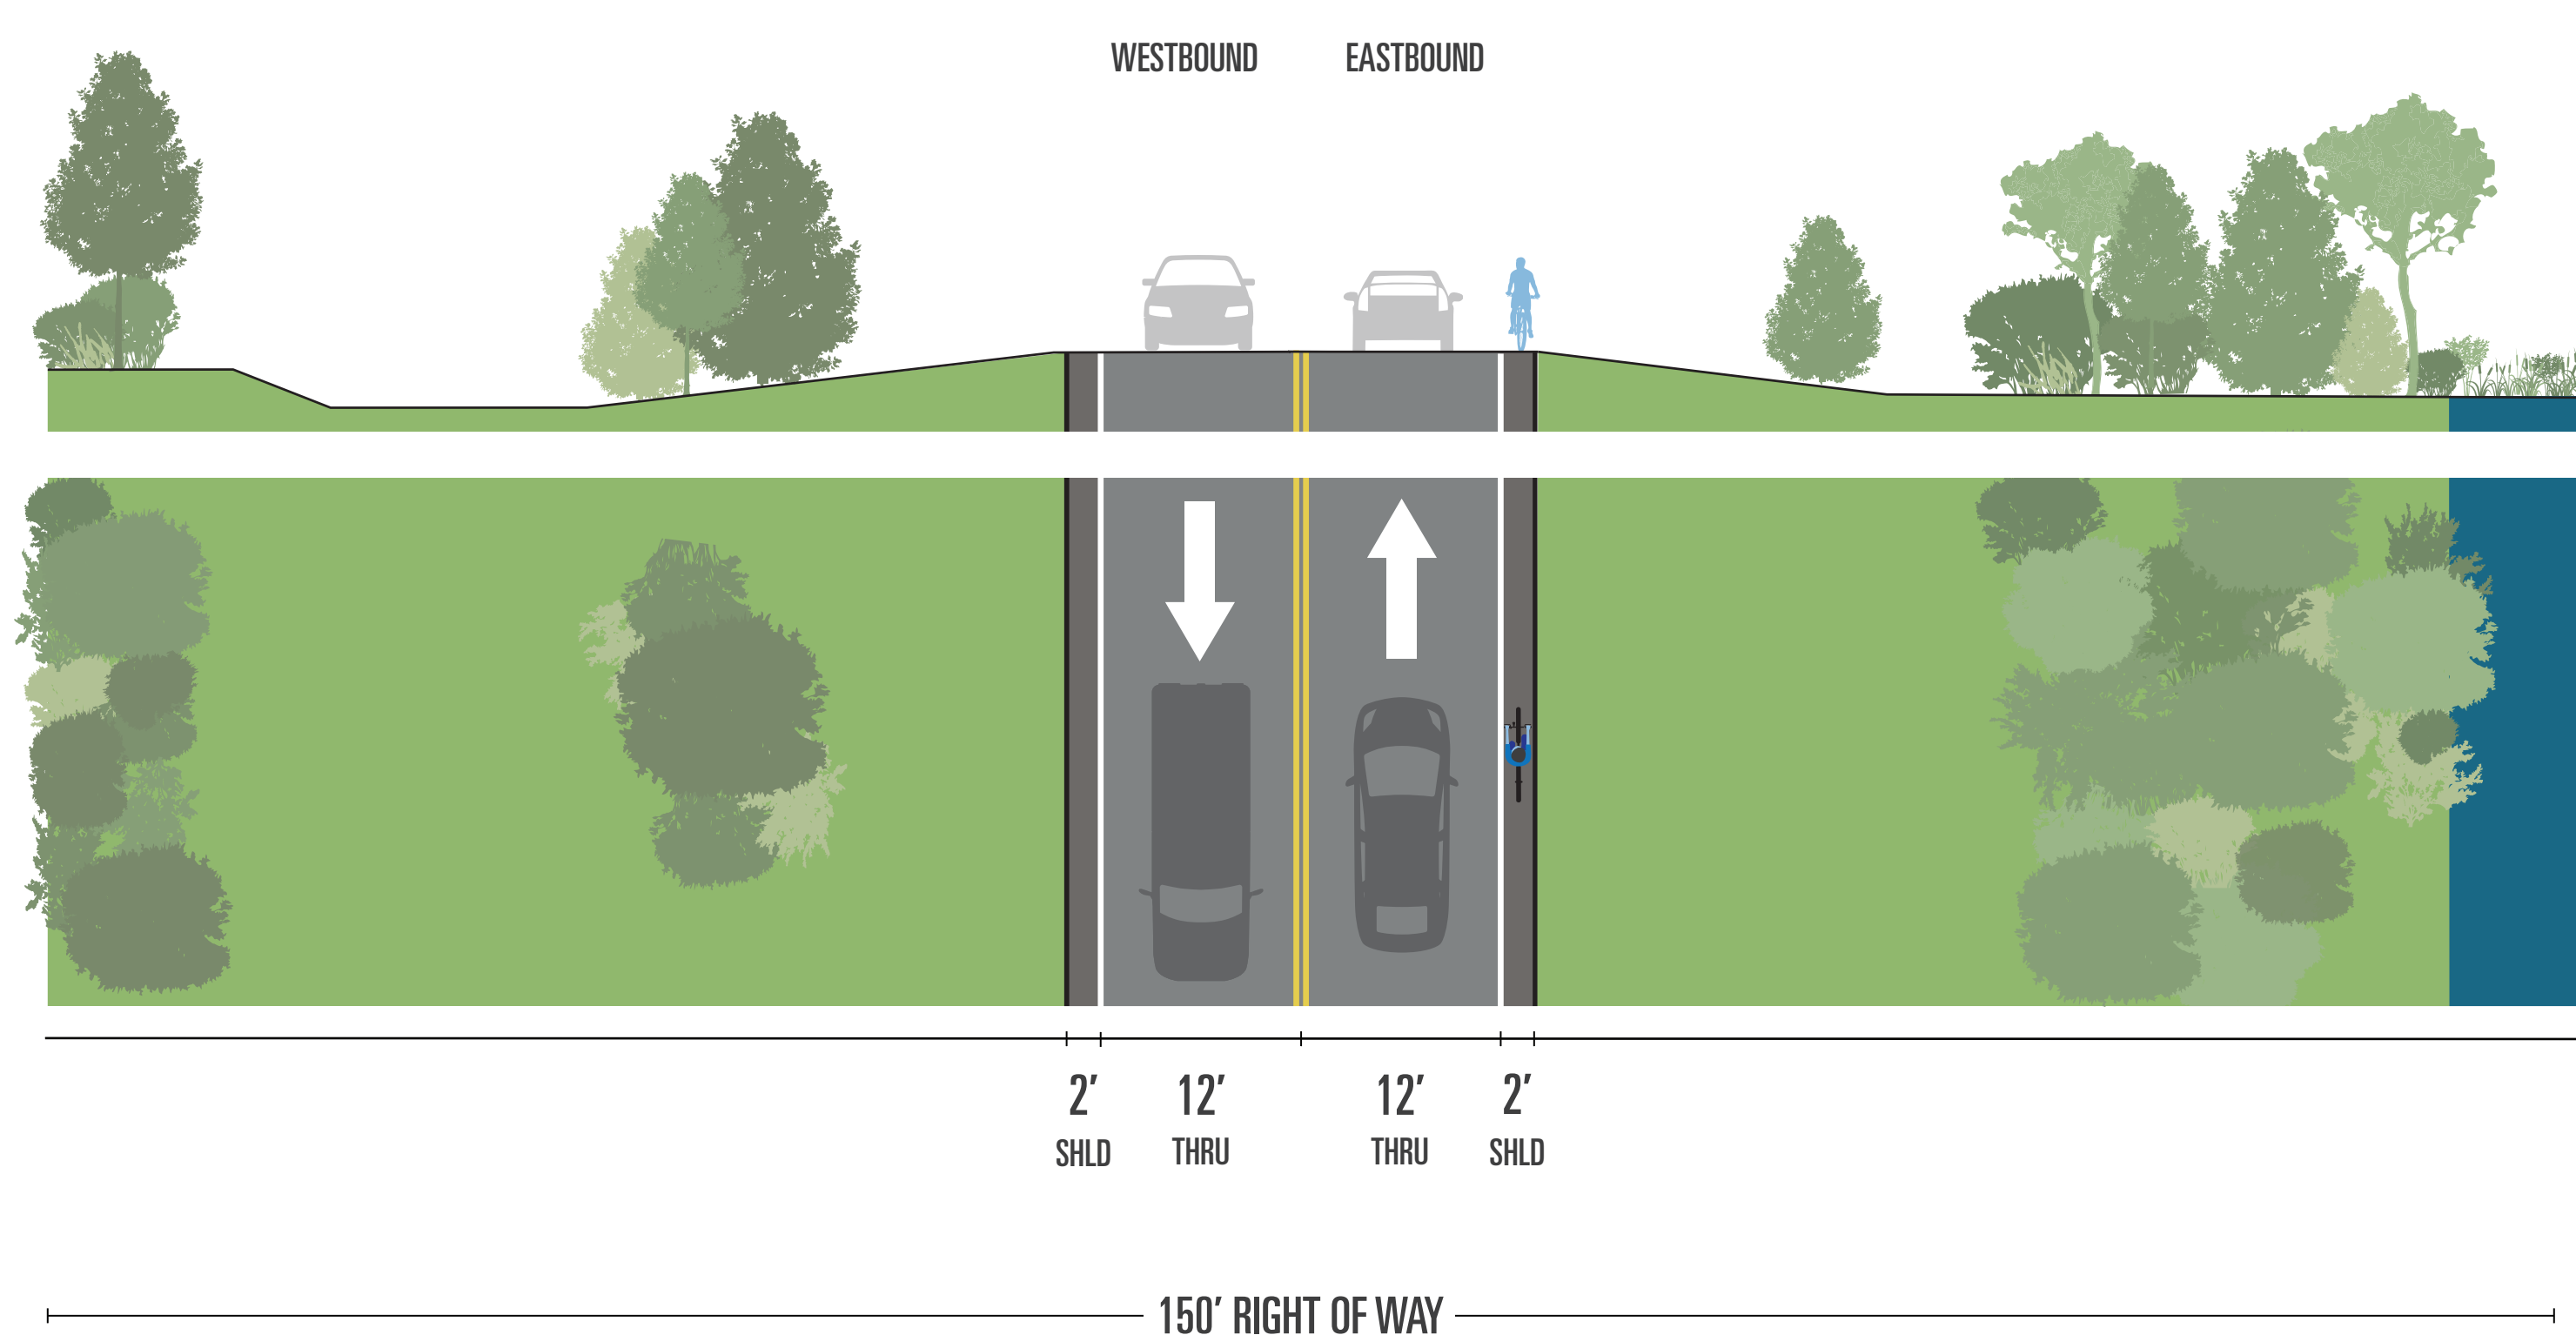 WESTBOUND EASTBOUND
2′ 12′ 12′ 2′
SHLD THRU THRU SHLD
150′ RIGHT OF WAY